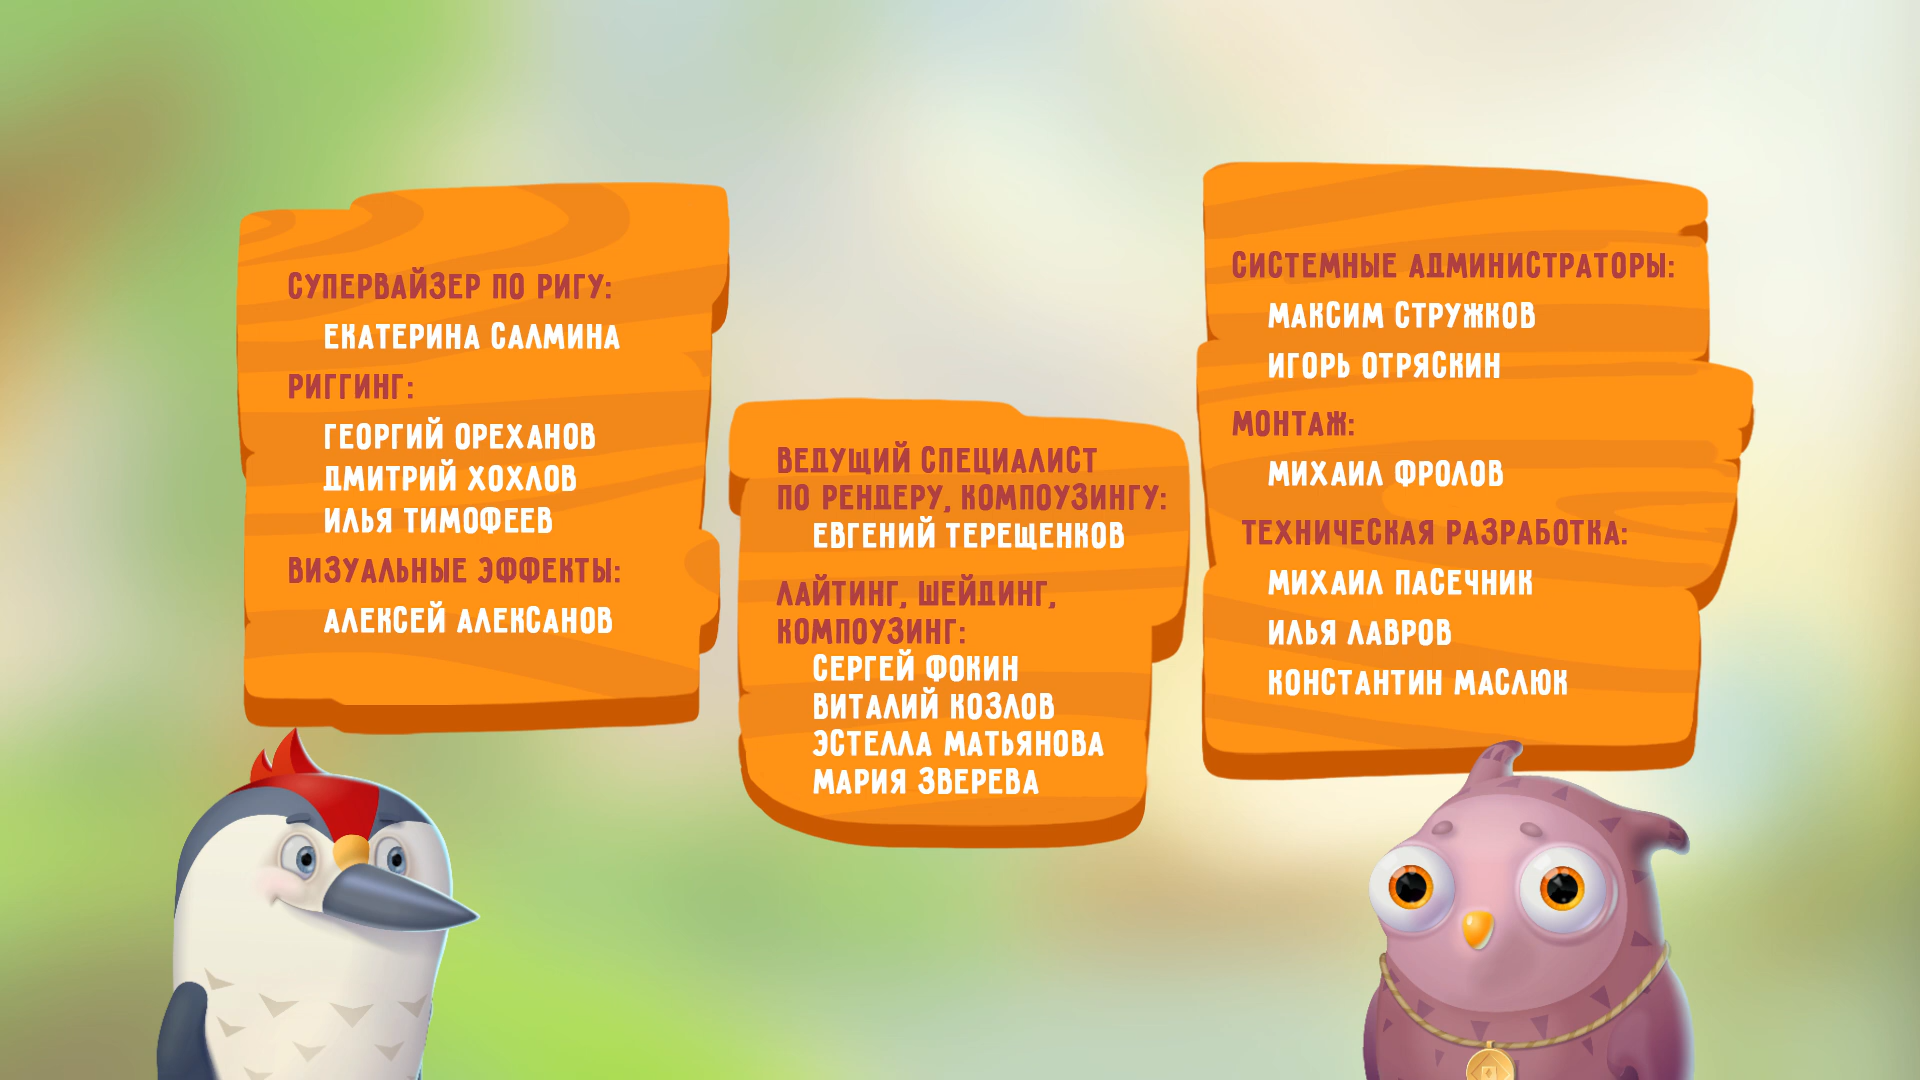 СУПЕРВАЙЗЕР ПО РИГУ:
ЕКАТЕРИНА САЛМИНА
РИГГИНГ:
ГЕОРГИЙ ОРЕХАНОВ
ДМИТРИЙ ХОХЛОВ
ИЛЬЯ ТИМОФЕЕВ
ВИЗУАЛЬНЫЕ ЭФФЕКТЫ:
АЛЕКСЕЙ АЛЕКСАНОВ
ВЕДУЩИЙ СПЕЦИАЛИСТ
ПО РЕНДЕРУ, КОМПОУЗИНГУ:
ЕВГЕНИЙ ТЕРЕЩЕНКОВ
ЛАЙТИНГ, ШЕЙДИНГ,
КОМПОУЗИНГ:
СЕРГЕЙ ФОКИН
ВИТАЛИЙ КОЗЛОВ
ЭСТЕЛЛА МАТЬЯНОВА
МАРИЯ ЗВЕРЕВА
СИСТЕМНЫЕ АДМИНИСТРАТОРЫ:
МАКСИМ СТРУЖКОВ
ИГОРЬ ОТРЯСКИН
МОНТАЖ:
МИХАИЛ ФРОЛОВ
ТЕХНИЧЕСКАЯ РАЗРАБОТКА:
МИХАИЛ ПАСЕЧНИК
ИЛЬЯ ЛАВРОВ
КОНСТАНТИН МАСЛЮК